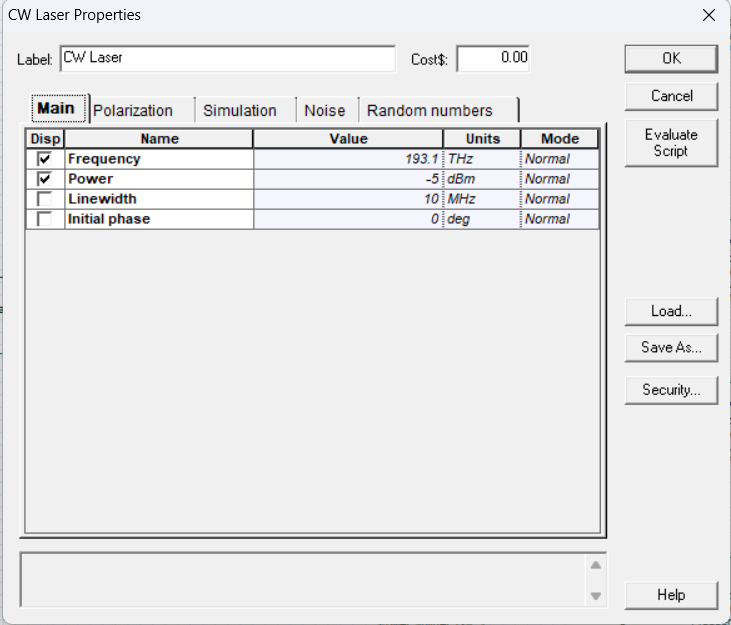 CW Laser Properties
Label: CW Laser Cost$: 0.00
OK
Cancel
Evaluate
Script
Main Polarization Simulation Noise Random numbers
Disp Name Value Units Mode
Frequency 193.1 THz Normal
Power -5 dBm Normal
Linewidth 10 MHz Normal
Initial phase 0 deg Normal
Load...
Save As...
Security...
Help